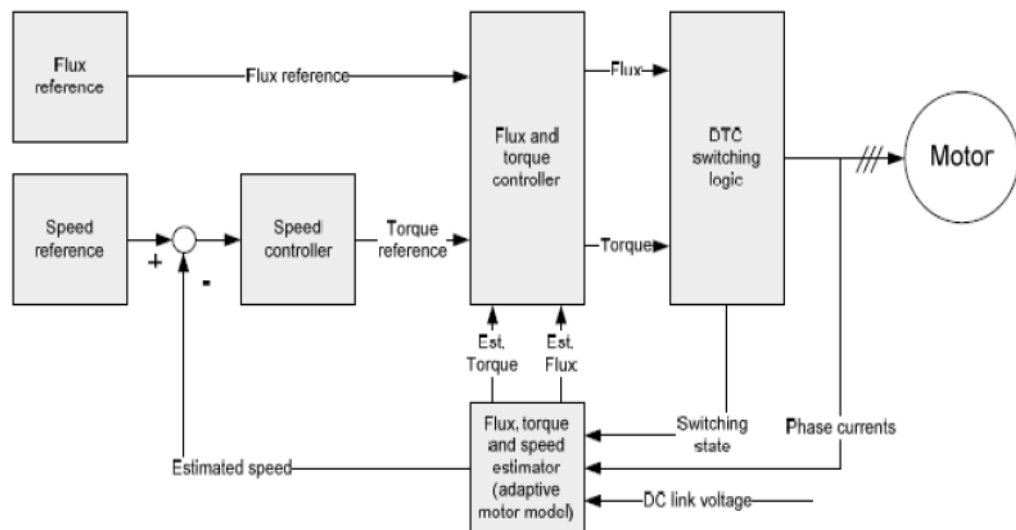 Flux
reference
Flux reference
Flux and
torque
controller
Flux
DTC
switching
logic
Motor
Speed
reference
+
-
Speed
controller
Torque
reference
Torque
Est.
Torque
Est.
Flux
Flux, torque
and speed
estimator
(adaptive
motor model)
Switching
state
Phase currents
Estimated speed
DC link voltage